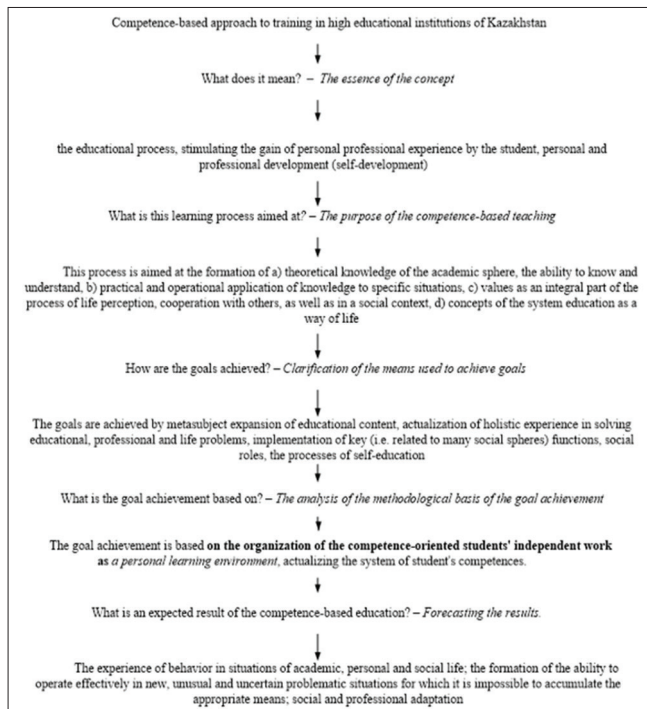 Competence-based approach to training in high educational institutions of Kazakhstan
What does it mean? – The essence of the concept
the educational process, stimulating the gain of personal professional experience by the student, personal and
professional development (self-development)
What is this learning process aimed at? – The purpose of the competence-based teaching
This process is aimed at the formation of a) theoretical knowledge of the academic sphere, the ability to know and
understand, b) practical and operational application of knowledge to specific situations, c) values as an integral part of the
process of life perception, cooperation with others, as well as in a social context, d) concepts of the system education as a
way of life
How are the goals achieved? – Clarification of the means used to achieve goals
The goals are achieved by metasubject expansion of educational content, actualization of holistic experience in solving
educational, professional and life problems, implementation of key (i.e. related to many social spheres) functions, social
roles, the processes of self-education
What is the goal achievement based on? – The analysis of the methodological basis of the goal achievement
The goal achievement is based on the organization of the competence-oriented students' independent work
as a personal learning environment, actualizing the system of student's competences.
What is an expected result of the competence-based education? – Forecasting the results.
The experience of behavior in situations of academic, personal and social life; the formation of the ability to
operate effectively in new, unusual and uncertain problematic situations for which it is impossible to accumulate the
appropriate means; social and professional adaptation